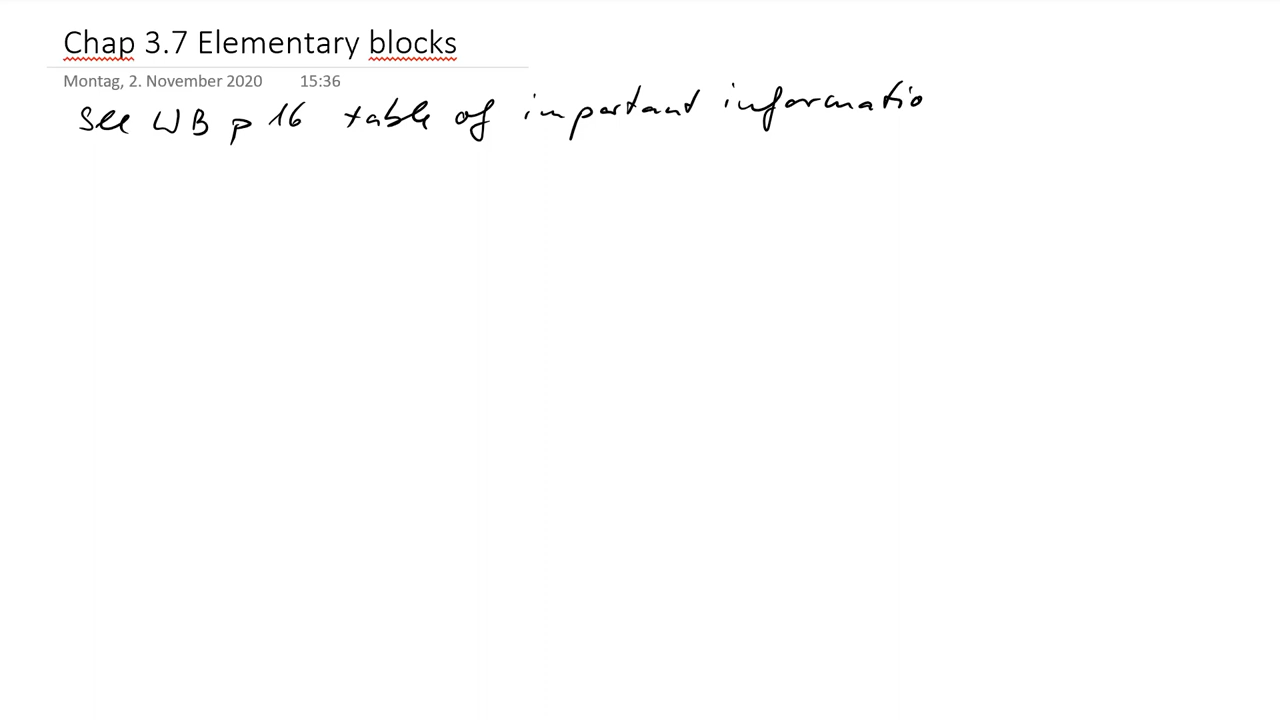 Chap 3.7 Elementary blocks
Montag, 2. November 2020 15:36
see WB p 16 table of important informatio